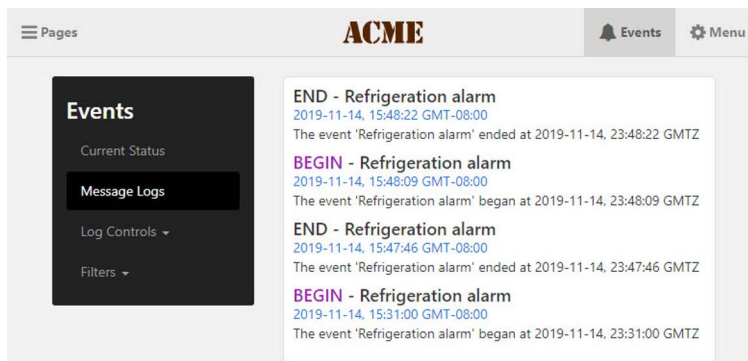 Pages
ACME
Events
Menu
Events
Current Status
Message Logs
Log Controls
Filters
END - Refrigeration alarm
2019-11-14, 15:48:22 GMT-08:00
The event 'Refrigeration alarm' ended at 2019-11-14, 23:48:22 GMTZ
BEGIN - Refrigeration alarm
2019-11-14, 15:48:09 GMT-08:00
The event 'Refrigeration alarm' began at 2019-11-14, 23:48:09 GMTZ
END - Refrigeration alarm
2019-11-14, 15:47:46 GMT-08:00
The event 'Refrigeration alarm' ended at 2019-11-14, 23:47:46 GMTZ
BEGIN - Refrigeration alarm
2019-11-14, 15:31:00 GMT-08:00
The event 'Refrigeration alarm' began at 2019-11-14, 23:31:00 GMTZ